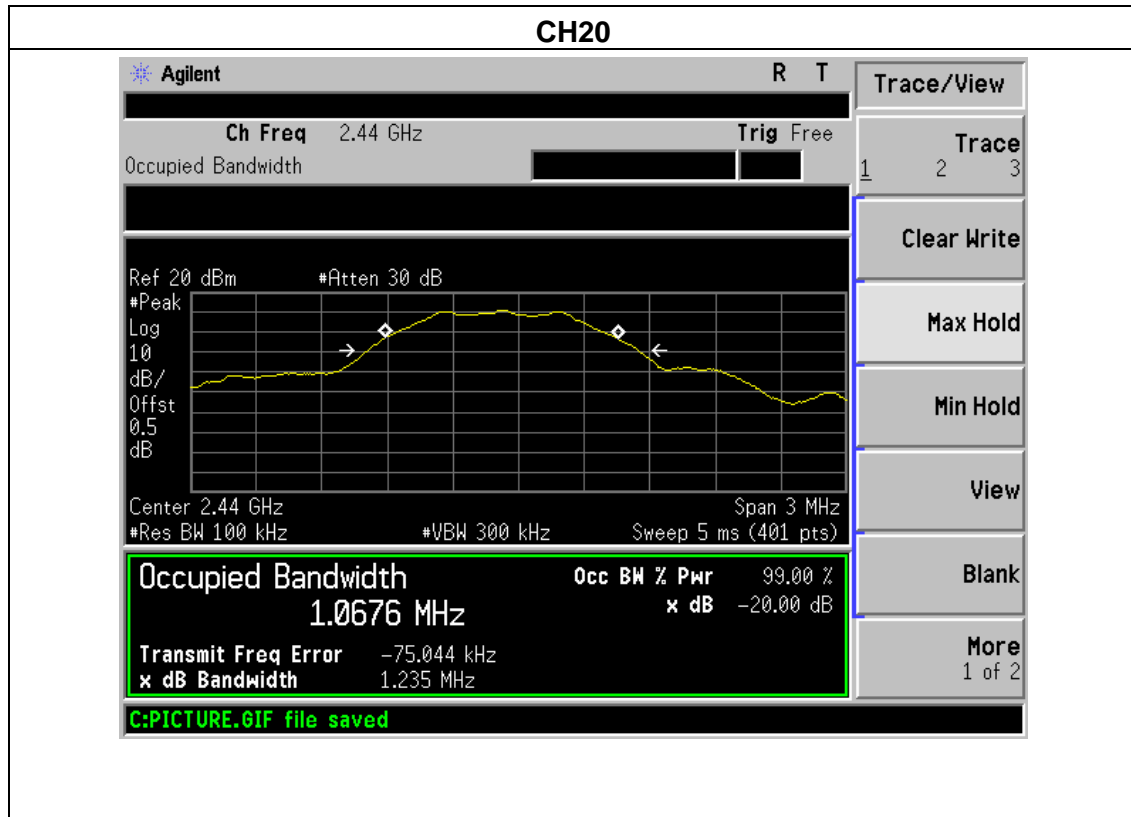 CH20
Agilent R T
Trace/View
Ch Freq 2.44 GHz Trig Free
Occupied Bandwidth
Trace
1 2 3
Clear Write
Max Hold
Min Hold
View
Blank
More
1 of 2
Ref 20 dBm #Atten 30 dB
#Peak
Log
10
dB/
Offst
0.5
dB
Center 2.44 GHz Span 3 MHz
#Res BW 100 kHz #VBW 300 kHz Sweep 5 ms (401 pts)
Occupied Bandwidth Occ BW % Pwr 99.00 %
1.0676 MHz x dB -20.00 dB
Transmit Freq Error -75.044 kHz
x dB Bandwidth 1.235 MHz
C:PICTURE.GIF file saved